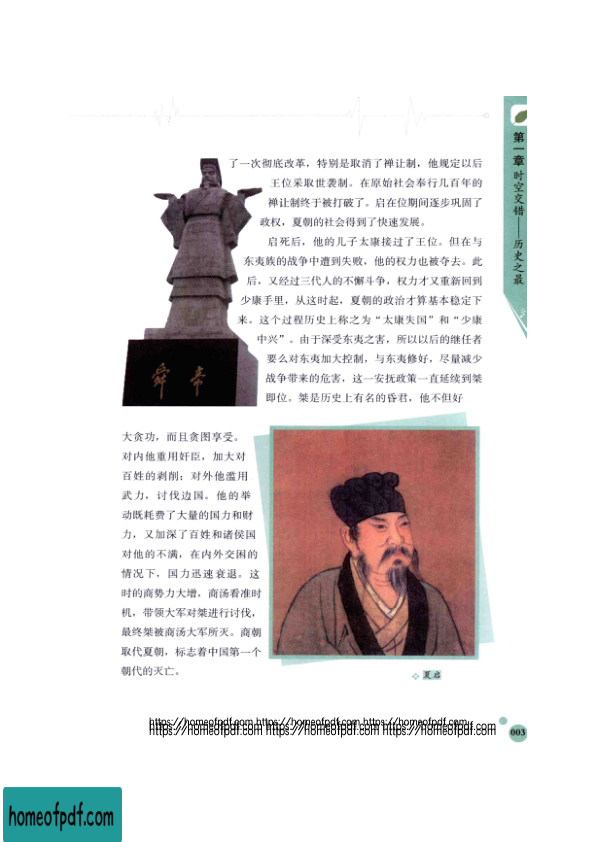 第一章 时空交错——历史之最
了一次彻底改革，特别是取消了禅让制，他规定以后
王位采取世袭制。在原始社会奉行几百年的
禅让制终于被打破了。启在位期间逐步巩固了
政权，夏朝的社会得到了快速发展。
启死后，他的儿子太康接过了王位。但在与
东夷族的战争中遭到失败，他的权力也被夺去。此
后，又经过三代人的不懈斗争，权力才又重新回到
少康手里，从这时起，夏朝的政治才算基本稳定下
来。这个过程历史上称之为“太康失国”和“少康
中兴”。由于深受东夷之害，所以以后的继任者
要么对东夷加大控制，与东夷修好，尽量减少
战争带来的危害，这一安抚政策一直延续到桀
即位。桀是历史上有名的昏君，他不但好
舜帝
大贪功，而且贪图享受。
对内他重用奸臣，加大对
百姓的剥削；对外他滥用
武力，讨伐边国。他的举
动既耗费了大量的国力和财
力，又加深了百姓和诸侯国
对他的不满，在内外交困的
情况下，国力迅速衰退。这
时的商势力大增，商汤看准时
机，带领大军对桀进行讨伐，
最终桀被商汤大军所灭。商朝
取代夏朝，标志着中国第一个
朝代的灭亡。
夏启
https://homeofpdf.com https://homeofpdf.com https://homeofpdf.com
https://homeofpdf.com https://homeofpdf.com https://homeofpdf.com
003
homeofpdf.com